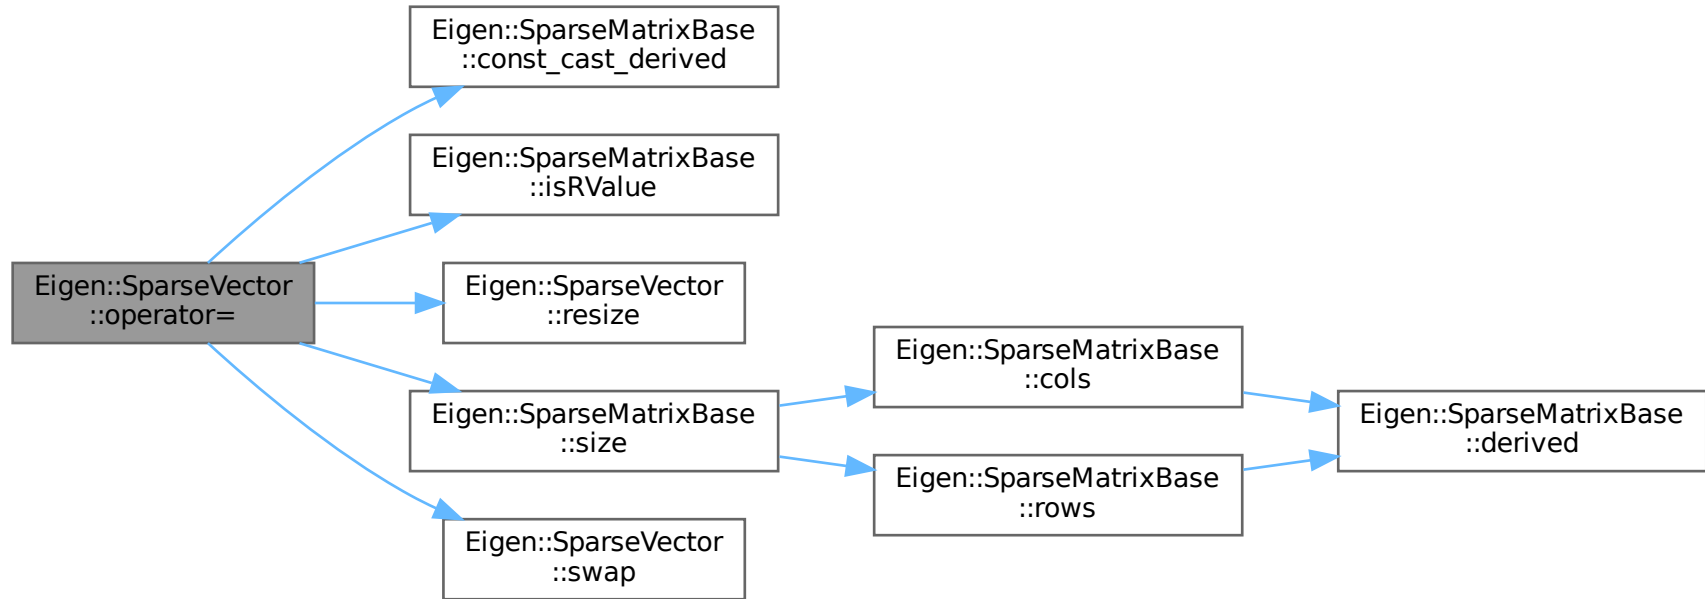 Eigen::SparseMatrixBase
::const_cast_derived
Eigen::SparseMatrixBase
::isRValue
Eigen::SparseVector
::operator=
Eigen::SparseVector
::resize
Eigen::SparseMatrixBase
::size
Eigen::SparseVector
::swap
Eigen::SparseMatrixBase
::cols
Eigen::SparseMatrixBase
::rows
Eigen::SparseMatrixBase
::derived